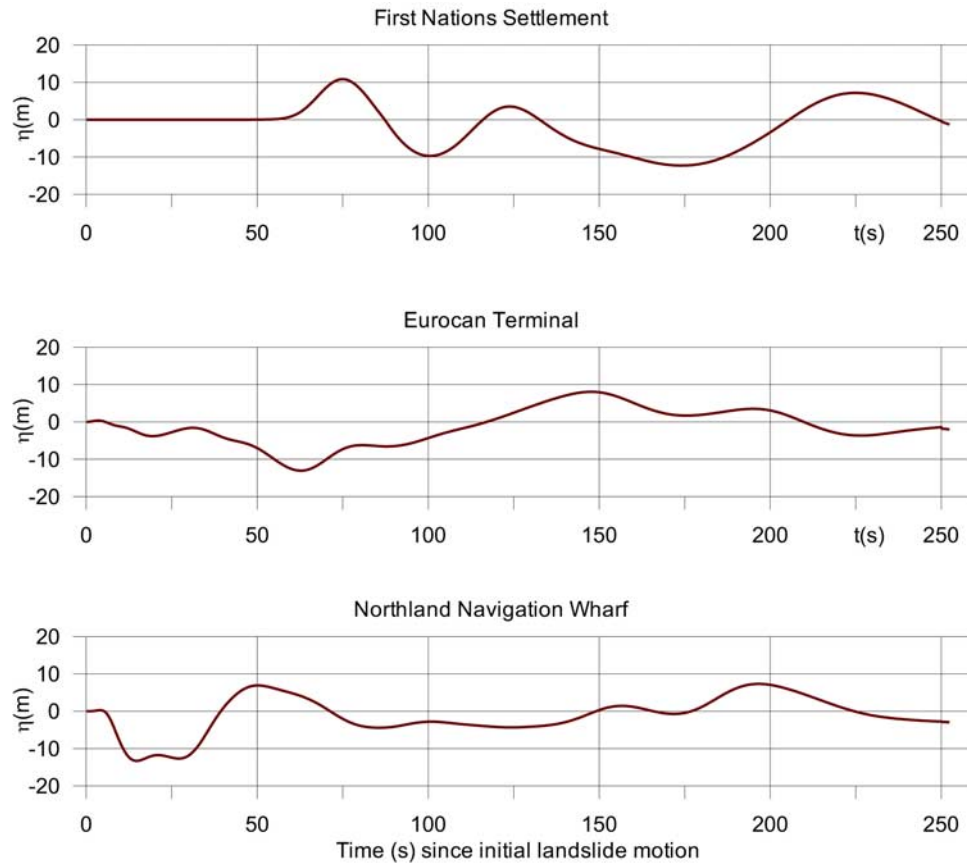 First Nations Settlement
20
10
0
-10
-20
η(m)
0 50 100 150 200 t(s) 250
Eurocan Terminal
20
10
0
-10
-20
η(m)
0 50 100 150 200 t(s) 250
Northland Navigation Wharf
20
10
0
-10
-20
η(m)
0 50 100 150 200 250
Time (s) since initial landslide motion